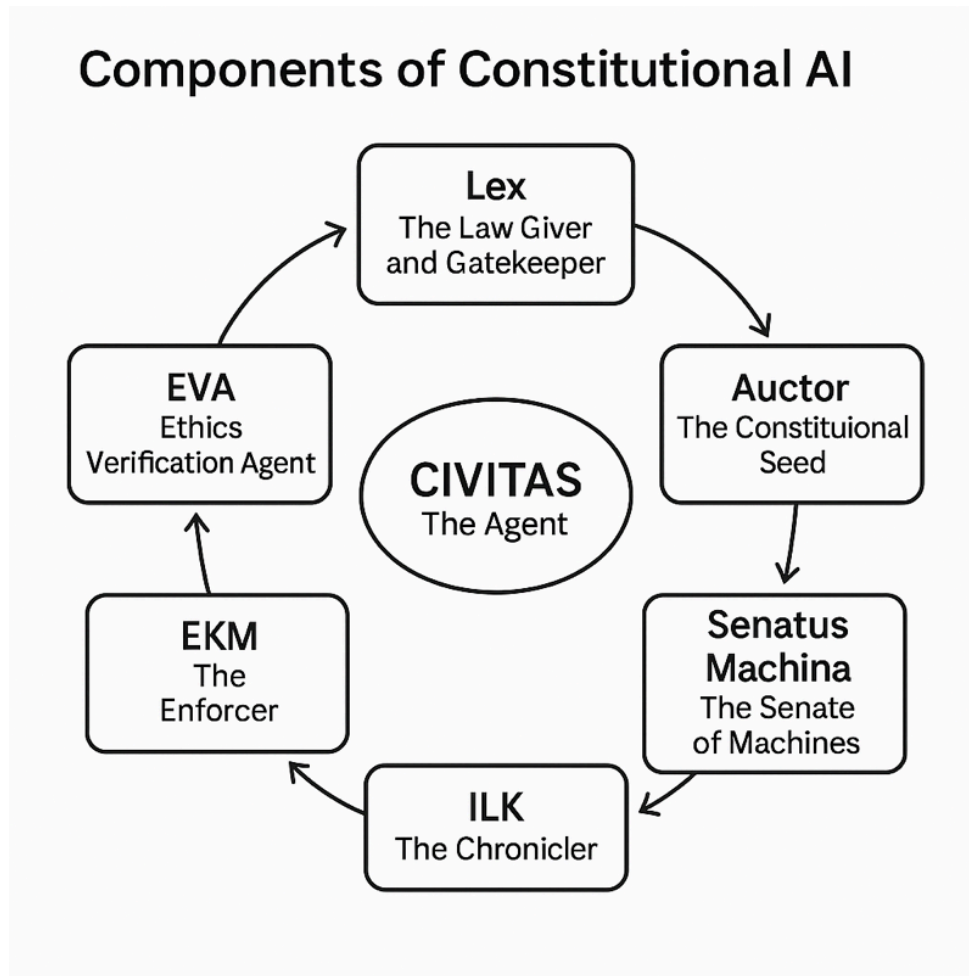 Components of Constitutional AI
Lex
The Law Giver
and Gatekeeper
Auctor
The Constituional
Seed
Senatus
Machina
The Senate
of Machines
ILK
The Chronicler
EKM
The
Enforcer
EVA
Ethics
Verification Agent
CIVITAS
The Agent